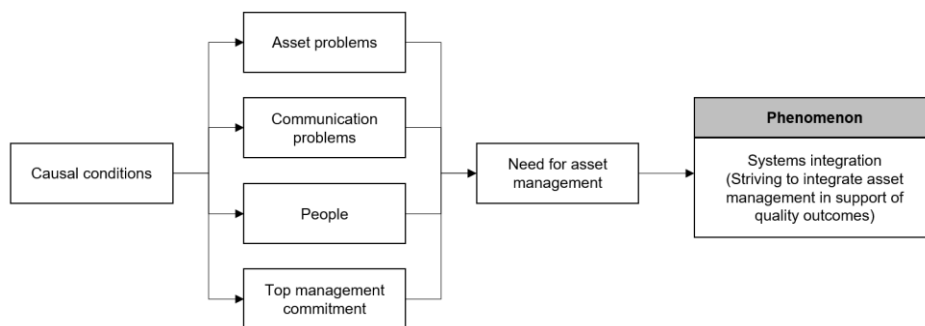 Asset problems
Communication
problems
Causal conditions
People
Top management
commitment
Need for asset
management
Phenomenon
Systems integration
(Striving to integrate asset
management in support of
quality outcomes)